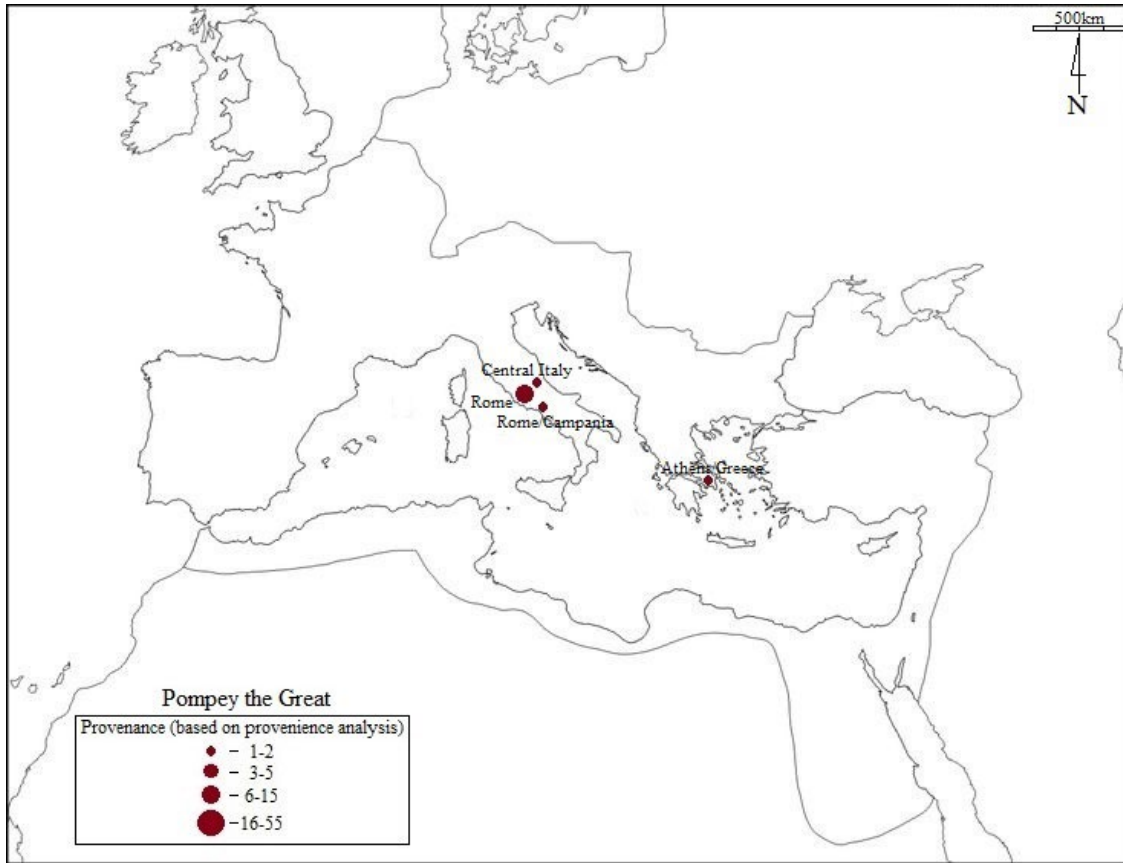 500km
N
Central Italy
Rome
Rome/Campania
Athens/Greece
Pompey the Great
Provenance (based on provenience analysis)
– 1-2
– 3-5
– 6-15
–16-55